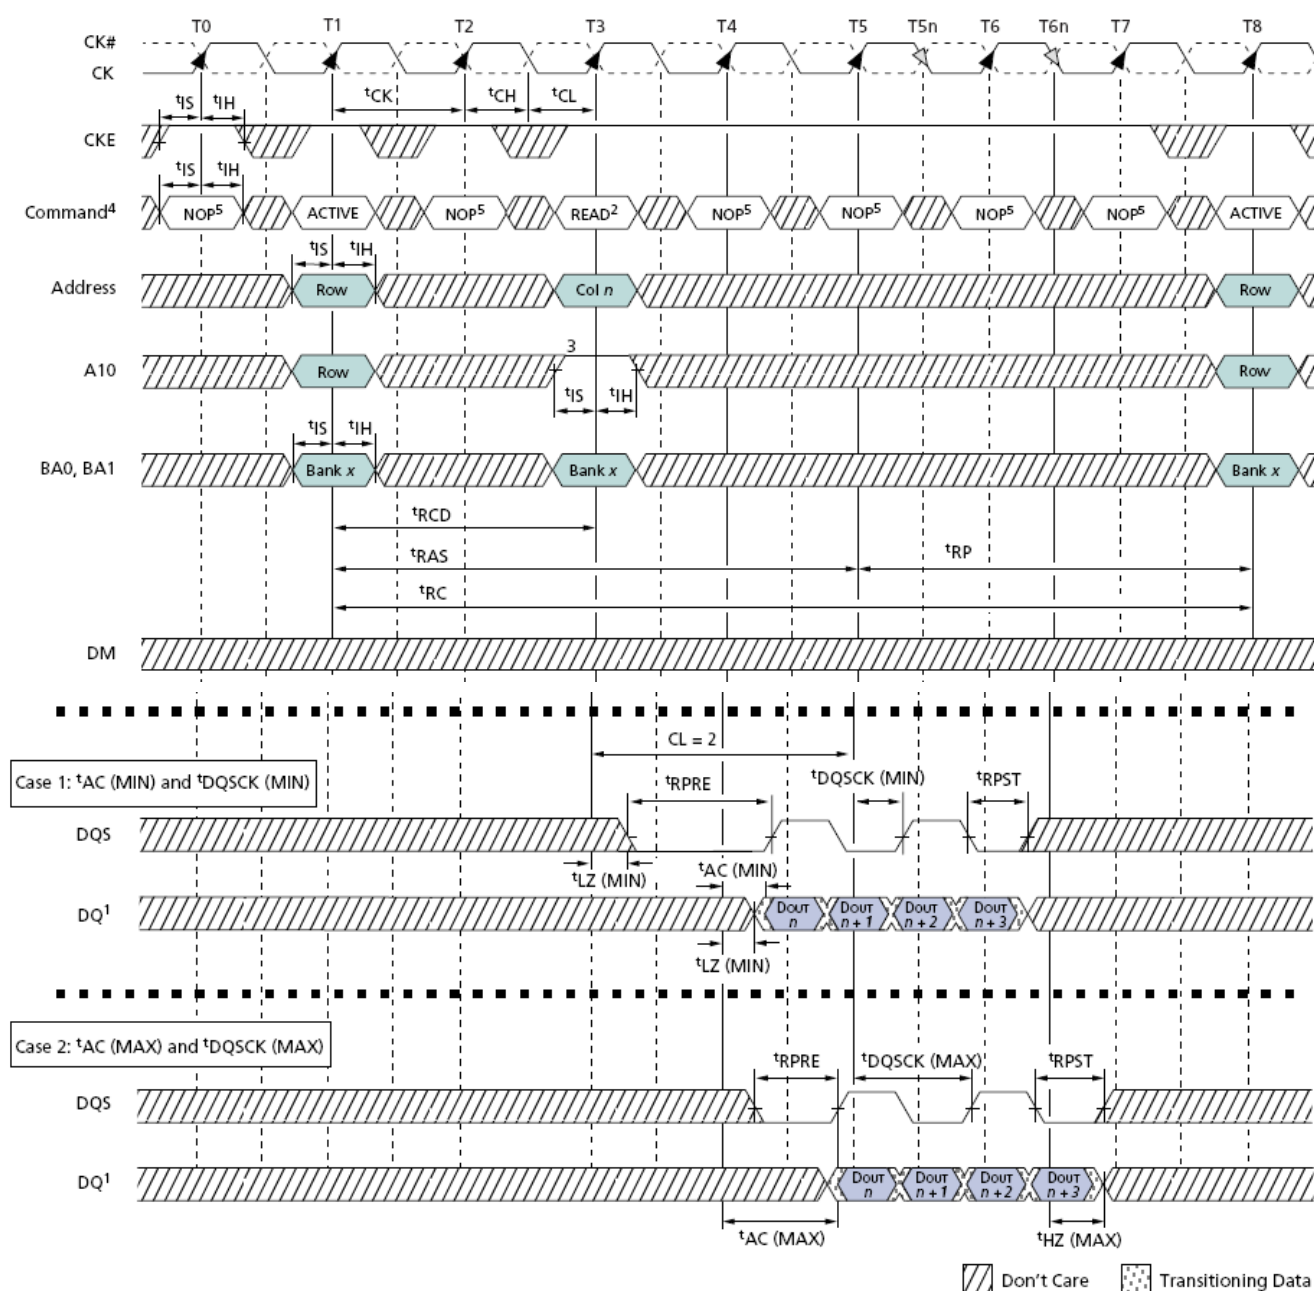 T0 T1 T2 T3 T4 T5 T5n T6 T6n T7 T8
CK#
CK
tCK tCH tCL
tIS tIH
CKE
tIS tIH
Command4 NOP5 ACTIVE NOP5 READ2 NOP5 NOP5 NOP5 NOP5 ACTIVE
tIS tIH
Address Row Col n Row
3
A10 Row Row
tIS tIH
tIS tIH
BA0, BA1 Bank x Bank x Bank x
tRCD
tRAS tRP
tRC
DM
CL = 2
Case 1: tAC (MIN) and tDQSCK (MIN)
tRPRE tDQSCK (MIN) tRPST
DQS
tLZ (MIN) tAC (MIN)
DQ1 DOUT n DOUT n + 1 DOUT n + 2 DOUT n + 3
tLZ (MIN)
Case 2: tAC (MAX) and tDQSCK (MAX)
tRPRE tDQSCK (MAX) tRPST
DQS
DQ1 DOUT n DOUT n + 1 DOUT n + 2 DOUT n + 3
tAC (MAX) tHZ (MAX)
Don't Care Transitioning Data